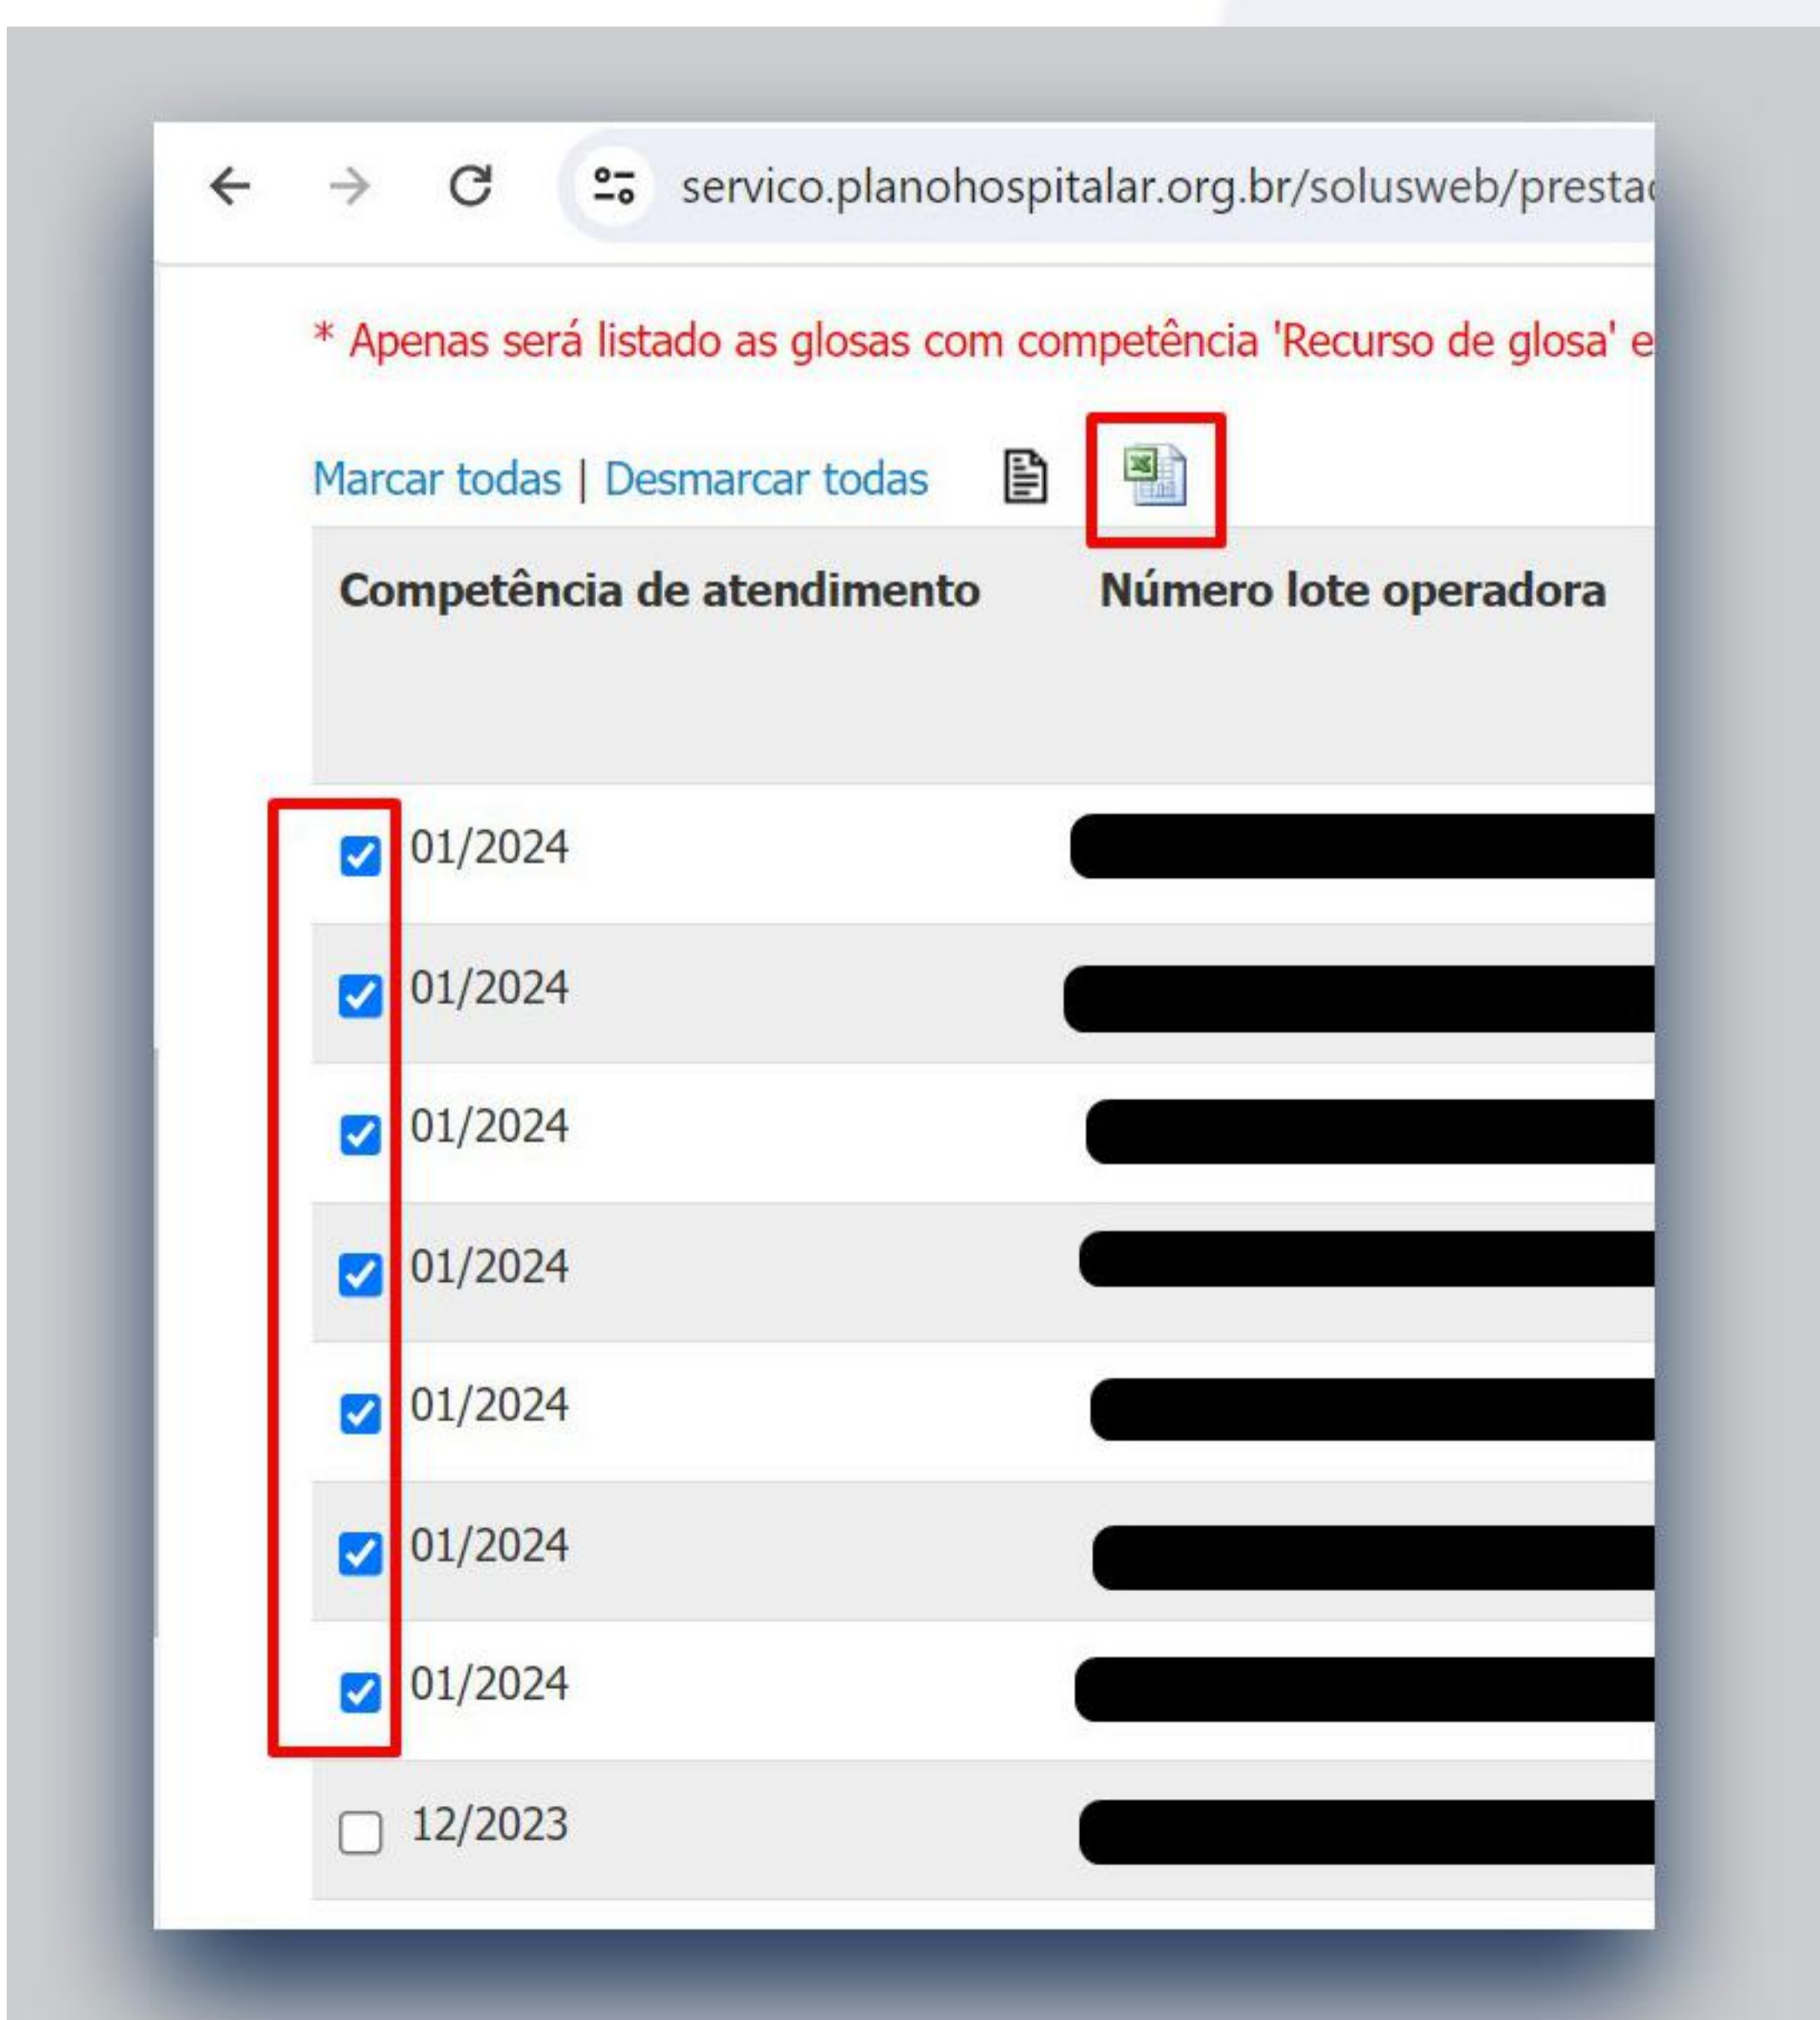 servico.planohospitalar.org.br/solusweb/presta
* Apenas será listado as glosas com competência 'Recurso de glosa' e
Marcar todas | Desmarcar todas
Competência de atendimento Número lote operadora
01/2024
01/2024
01/2024
01/2024
01/2024
01/2024
01/2024
12/2023